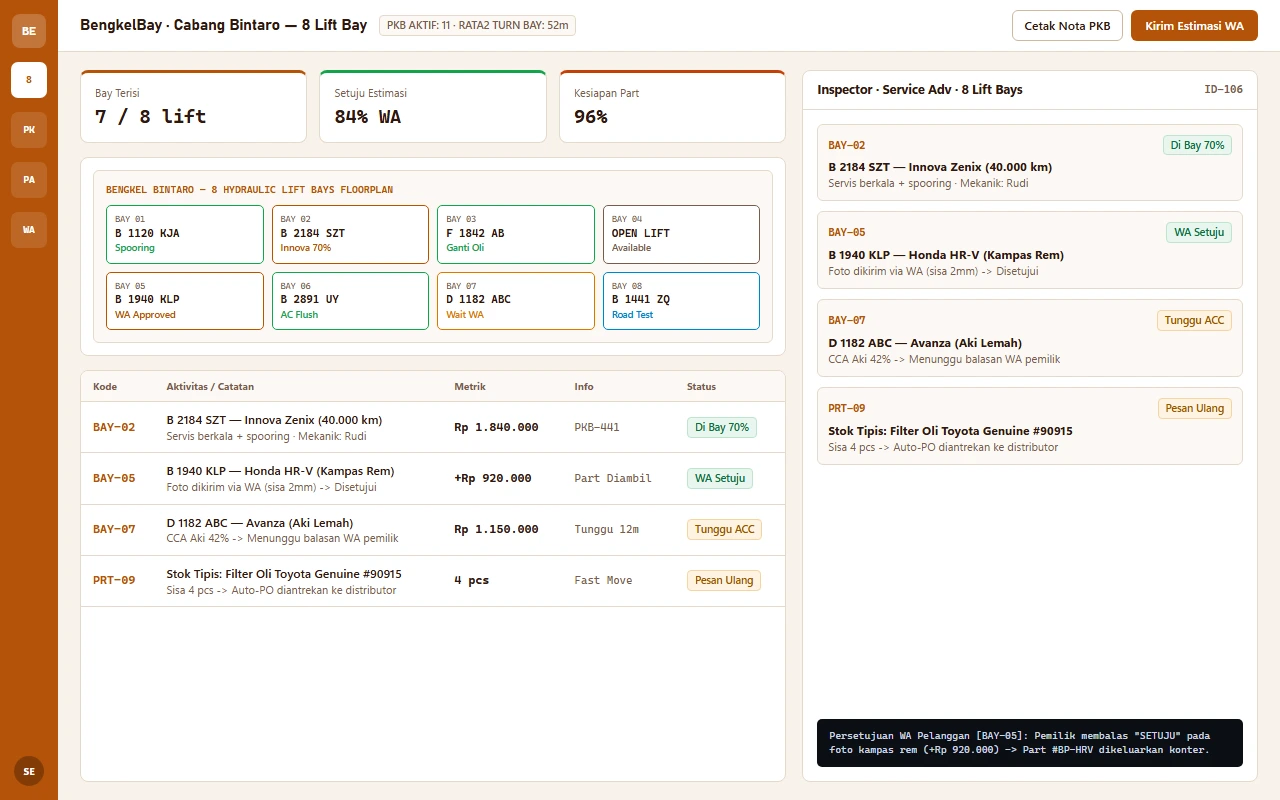 BE
8
PK
PA
WA
SE
BengkelBay · Cabang Bintaro — 8 Lift Bay
PKB AKTIF: 11 · RATA2 TURN BAY: 52m
Cetak Nota PKB
Kirim Estimasi WA
Bay Terisi
7 / 8 lift
Setuju Estimasi
84% WA
Kesiapan Part
96%
BENGKEL BINTARO — 8 HYDRAULIC LIFT BAYS FLOORPLAN
BAY 01
B 1120 KJA
Spooring
BAY 02
B 2184 SZT
Innova 70%
BAY 03
F 1842 AB
Ganti Oli
BAY 04
OPEN LIFT
Available
BAY 05
B 1940 KLP
WA Approved
BAY 06
B 2891 UY
AC Flush
BAY 07
D 1182 ABC
Wait WA
BAY 08
B 1441 ZQ
Road Test
Kode Aktivitas / Catatan Metrik Info Status
BAY-02 B 2184 SZT — Innova Zenix (40.000 km) Rp 1.840.000 PKB-441 Di Bay 70%
Servis berkala + spooring · Mekanik: Rudi
BAY-05 B 1940 KLP — Honda HR-V (Kampas Rem) +Rp 920.000 Part Diambil WA Setuju
Foto dikirim via WA (sisa 2mm) -> Disetujui
BAY-07 D 1182 ABC — Avanza (Aki Lemah) Rp 1.150.000 Tunggu 12m Tunggu ACC
CCA Aki 42% -> Menunggu balasan WA pemilik
PRT-09 Stok Tipis: Filter Oli Toyota Genuine #90915 4 pcs Fast Move Pesan Ulang
Sisa 4 pcs -> Auto-PO diantrekan ke distributor
Inspector · Service Adv · 8 Lift Bays
ID-106
BAY-02
Di Bay 70%
B 2184 SZT — Innova Zenix (40.000 km)
Servis berkala + spooring · Mekanik: Rudi
BAY-05
WA Setuju
B 1940 KLP — Honda HR-V (Kampas Rem)
Foto dikirim via WA (sisa 2mm) -> Disetujui
BAY-07
Tunggu ACC
D 1182 ABC — Avanza (Aki Lemah)
CCA Aki 42% -> Menunggu balasan WA pemilik
PRT-09
Pesan Ulang
Stok Tipis: Filter Oli Toyota Genuine #90915
Sisa 4 pcs -> Auto-PO diantrekan ke distributor
Persetujuan WA Pelanggan [BAY-05]: Pemilik membalas "SETUJU" pada
foto kampas rem (+Rp 920.000) -> Part #BP-HRV dikeluarkan konter.